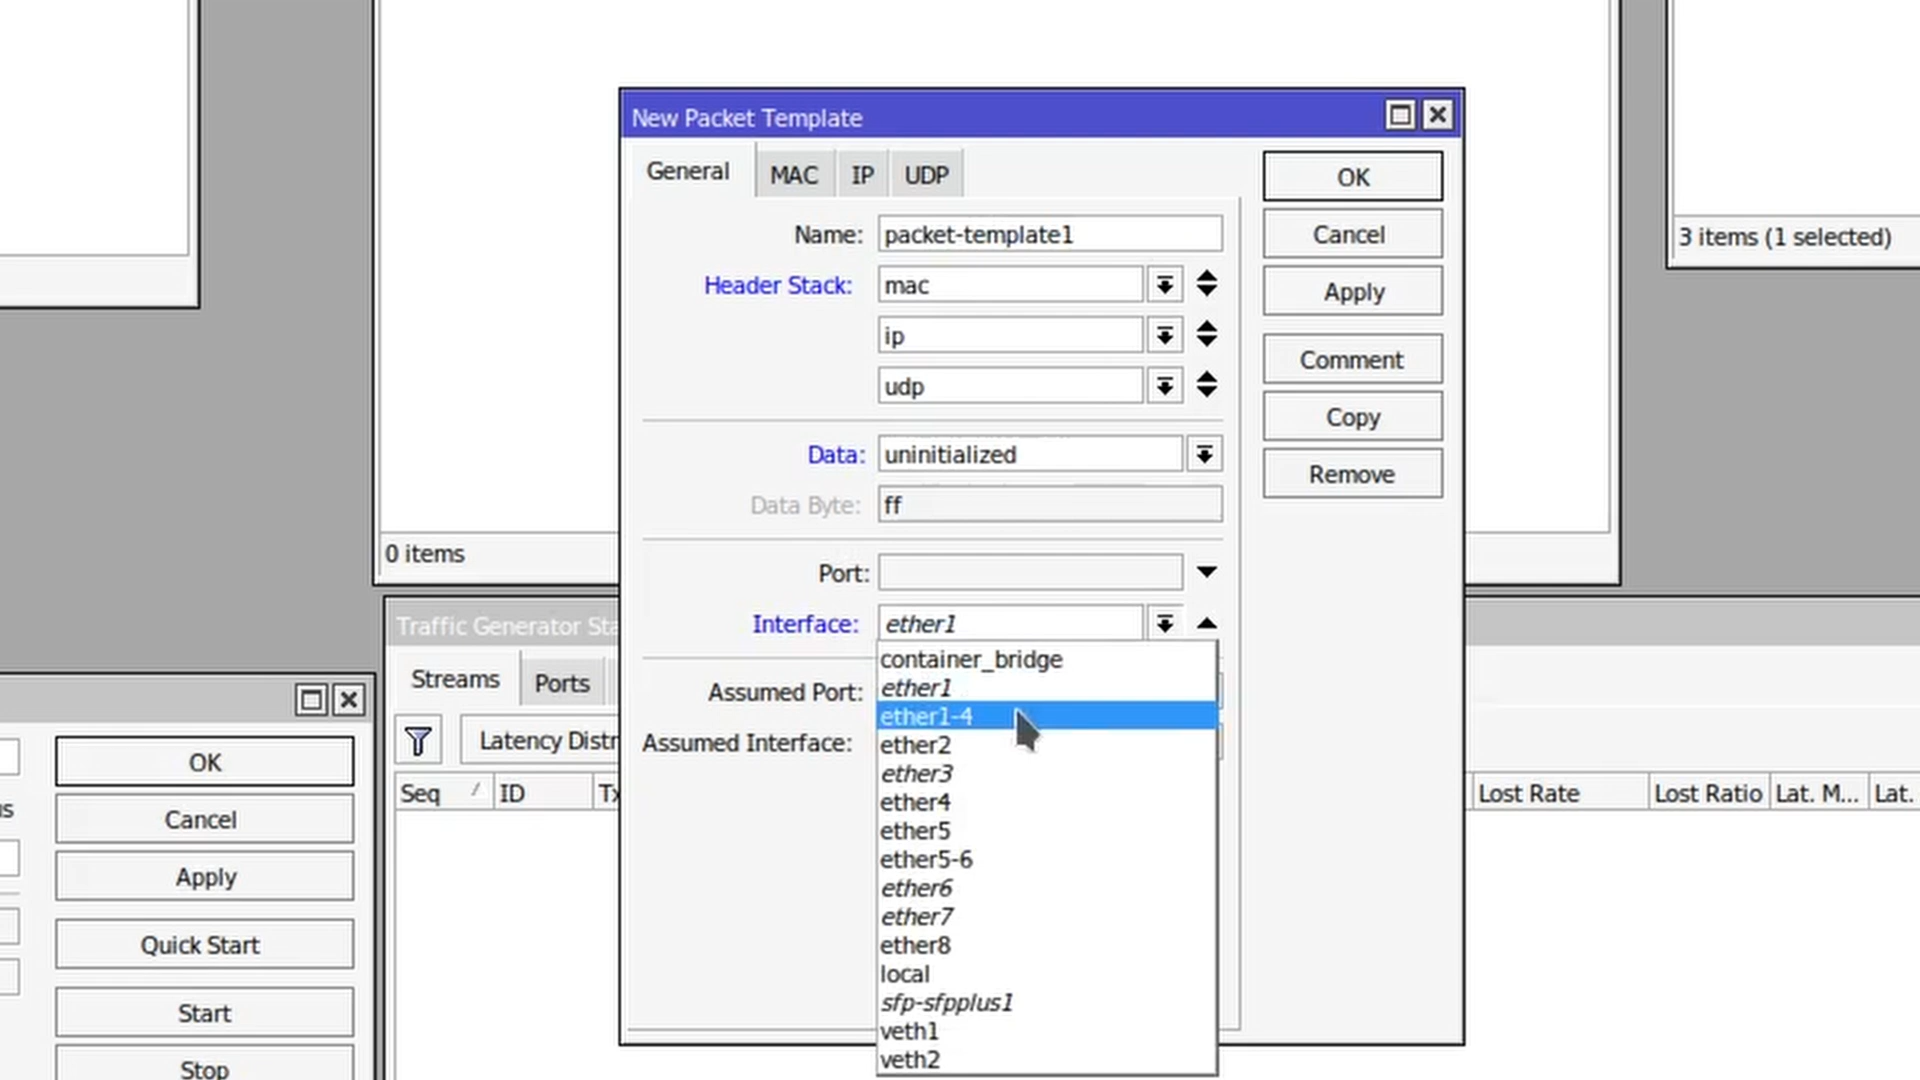 New Packet Template
General
MAC
IP
UDP
OK
Name: packet-template1
Cancel
3 items (1 selected)
Header Stack: mac
Apply
ip
Comment
udp
Copy
Data: uninitialized
Remove
Data Byte: ff
0 items
Port:
Interface: ether1
Traffic Generator Sta
container_bridge
ether1
ether1-4
ether2
ether3
ether4
ether5
ether5-6
ether6
ether7
ether8
local
sfp-sfpplus1
veth1
veth2
Streams
Ports
Assumed Port:
Latency Distr
Assumed Interface:
Seq
ID
Tx
Lost Rate
Lost Ratio
Lat. M...
Lat.
OK
Cancel
Apply
Quick Start
Start
Stop